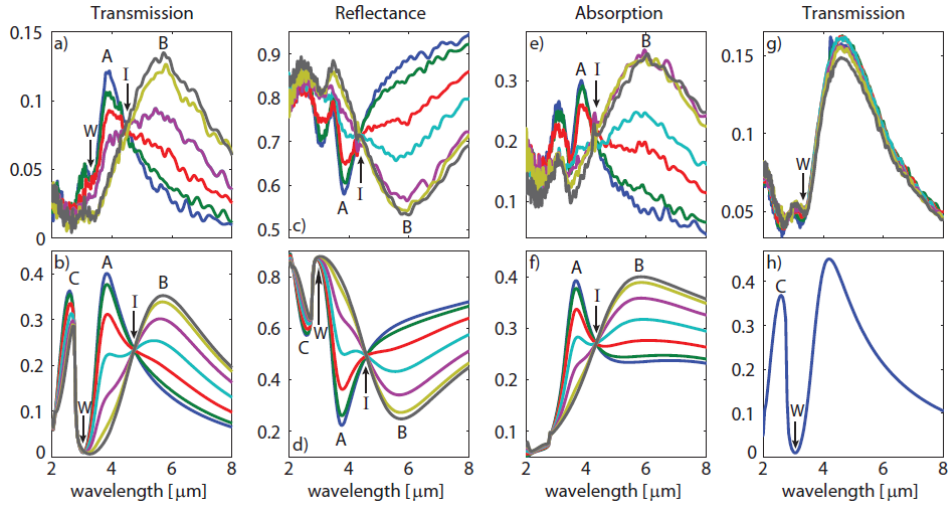 Transmission Reflectance Absorption Transmission
0.15 a) A B I W
0.1
0.05
0
0.9
0.8
0.7
0.6
0.5 c) A I B
0.3 e) A I B
0.2
0.1
g)
0.15
0.1
0.05 W
b) C A I B W
0.4
0.3
0.2
0.1
0
2 4 6 8
wavelength [μm]
0.8 W C
0.6
0.4 I
0.2 d) A B
2 4 6 8
wavelength [μm]
f) A I B
0.4
0.3
0.2
0.1
0
2 4 6 8
wavelength [μm]
h) C W
0.4
0.3
0.2
0.1
0
2 4 6 8
wavelength [μm]